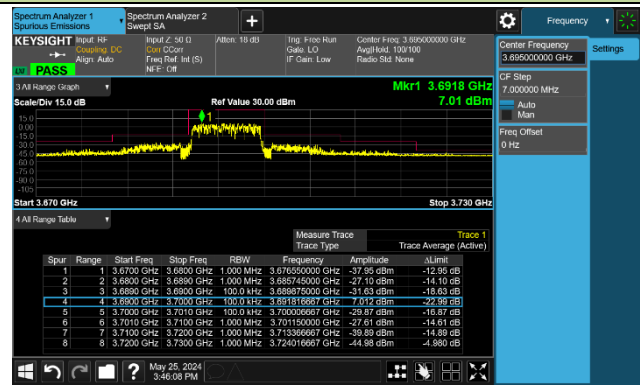 Spectrum Analyzer 1
Spurious Emissions
Spectrum Analyzer 2
Swept SA
Frequency
KEYSIGHT
Input: RF
Coupling: DC
Align: Auto
Input Z: 50 Ω
Corr CCorr
Freq Ref: Int (S)
NFE: Off
Atten: 18 dB
Trig: Free Run
Gate: LO
IF Gain: Low
Center Freq: 3.695000000 GHz
Avg|Hold: 100/100
Radio Std: None
PASS
Center Frequency
3.695000000 GHz
Settings
CF Step
7.000000 MHz
Auto
Man
Freq Offset
0 Hz
3 All Range Graph
Scale/Div 15.0 dB
Ref Value 30.00 dBm
Mkr1 3.6918 GHz
7.01 dBm
1
15.0
0.00
-15.0
-30.0
-45.0
-60.0
-75.0
-90.0
-105
Start 3.670 GHz
Stop 3.730 GHz
4 All Range Table
Measure Trace Trace 1
Trace Type Trace Average (Active)
Spur Range Start Freq Stop Freq RBW Frequency Amplitude ΔLimit
1 1 3.6700 GHz 3.6800 GHz 1.000 MHz 3.676550000 GHz -37.95 dBm -12.95 dB
2 2 3.6800 GHz 3.6890 GHz 1.000 MHz 3.685745000 GHz -27.10 dBm -14.10 dB
3 3 3.6890 GHz 3.6900 GHz 100.0 kHz 3.689875000 GHz -31.63 dBm -18.63 dB
4 4 3.6900 GHz 3.7000 GHz 100.0 kHz 3.691816667 GHz 7.012 dBm -22.99 dB
5 5 3.7000 GHz 3.7010 GHz 100.0 kHz 3.700006667 GHz -29.87 dBm -16.87 dB
6 6 3.7010 GHz 3.7100 GHz 1.000 MHz 3.701150000 GHz -27.61 dBm -14.61 dB
7 7 3.7100 GHz 3.7200 GHz 1.000 MHz 3.713366667 GHz -39.89 dBm -14.89 dB
8 8 3.7200 GHz 3.7300 GHz 1.000 MHz 3.724016667 GHz -44.98 dBm -4.980 dB
May 25, 2024
3:46:08 PM